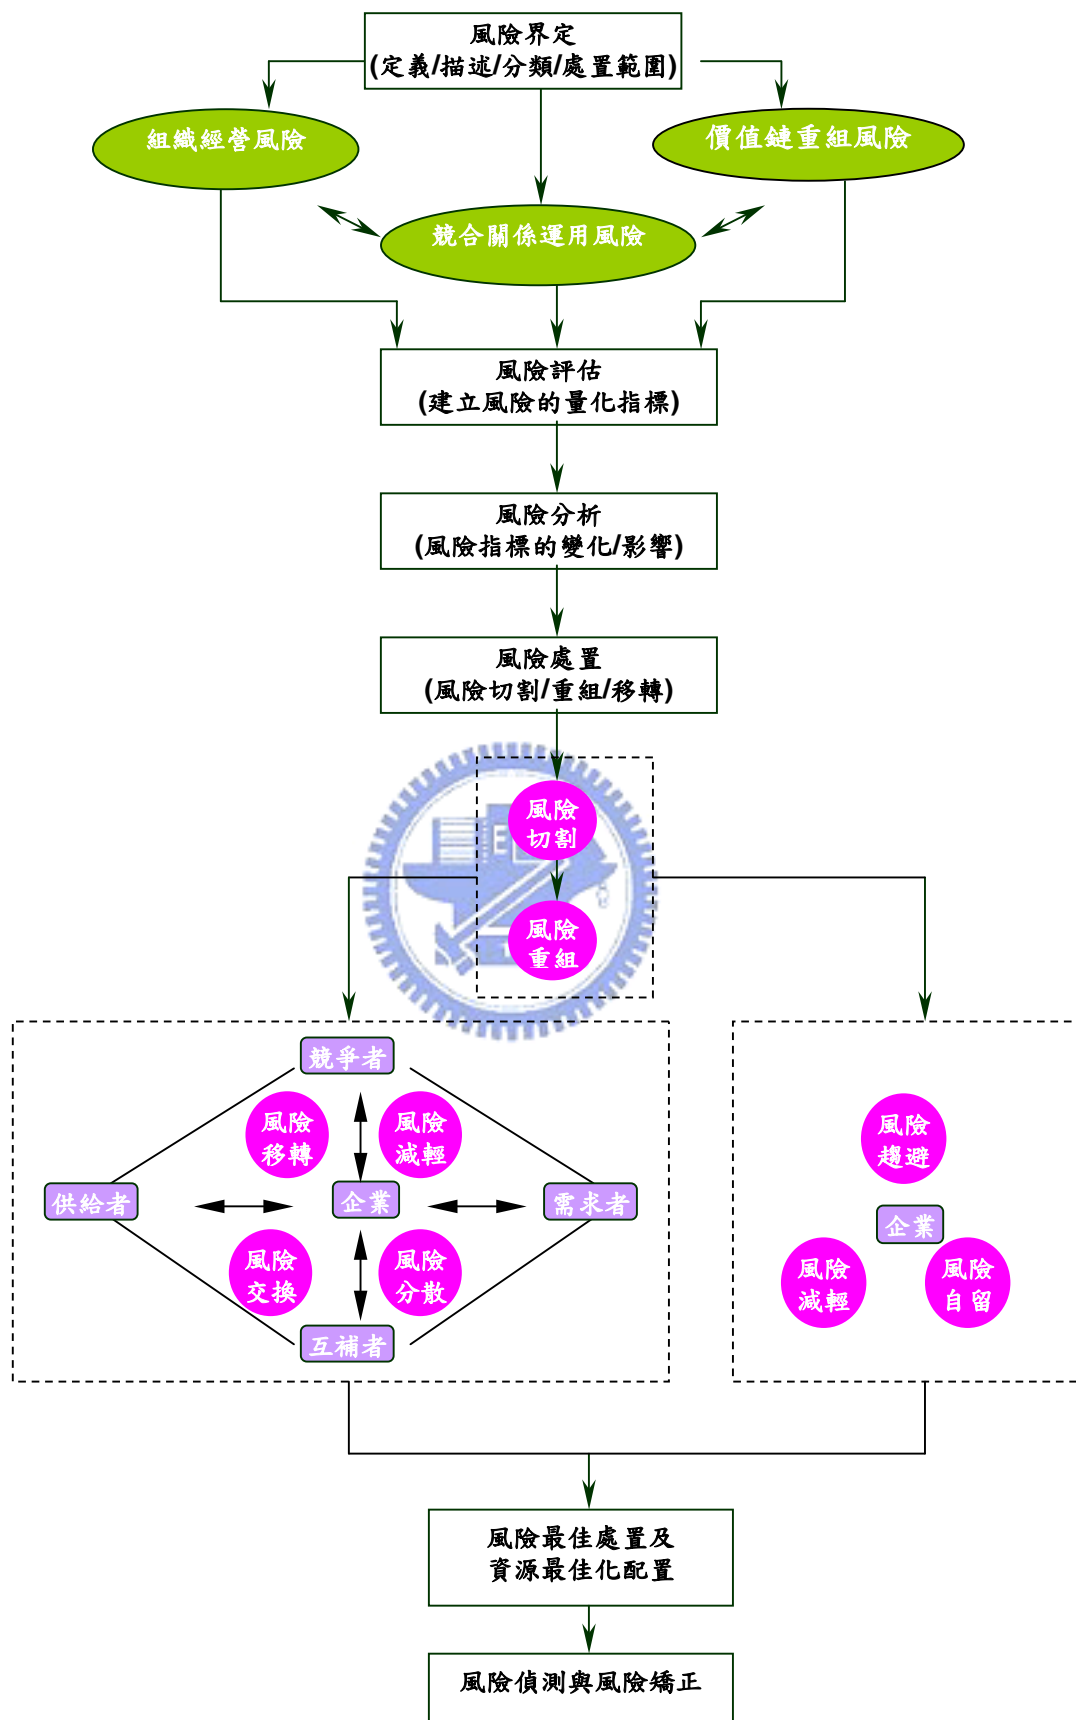 風險界定
(定義/描述/分類/處置範圍)
組織經營風險
價值鏈重組風險
競合關係運用風險
風險評估
(建立風險的量化指標)
風險分析
(風險指標的變化/影響)
風險處置
(風險切割/重組/移轉)
風險
切割
E
風險
重組
競爭者
風險
移轉
風險
減輕
供給者
企業
需求者
風險
交換
風險
分散
互補者
風險
趨避
企業
風險
減輕
風險
自留
風險最佳處置及
資源最佳化配置
風險偵測與風險矯正